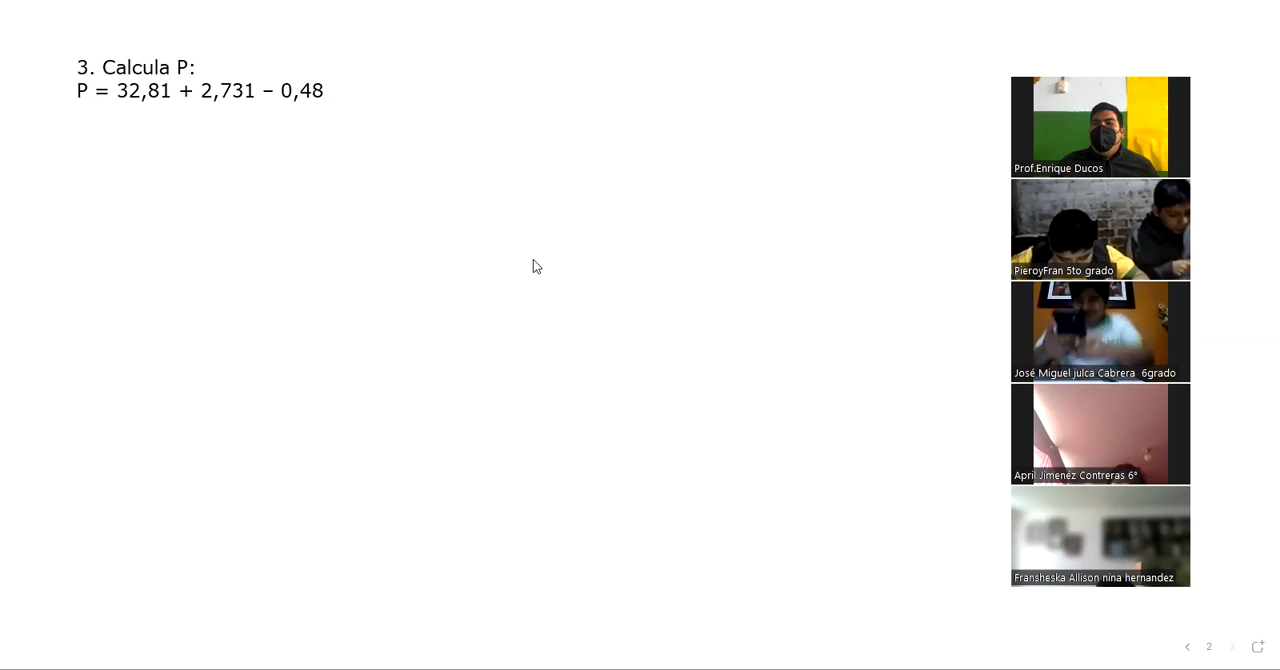 3. Calcula P:
P = 32,81 + 2,731 – 0,48
Prof.Enrique Ducos
PieroyFran 5to grado
José Miguel julca Cabrera 6grado
April Jimenéz Contreras 6°
Fransheska Allison nina hernandez
2